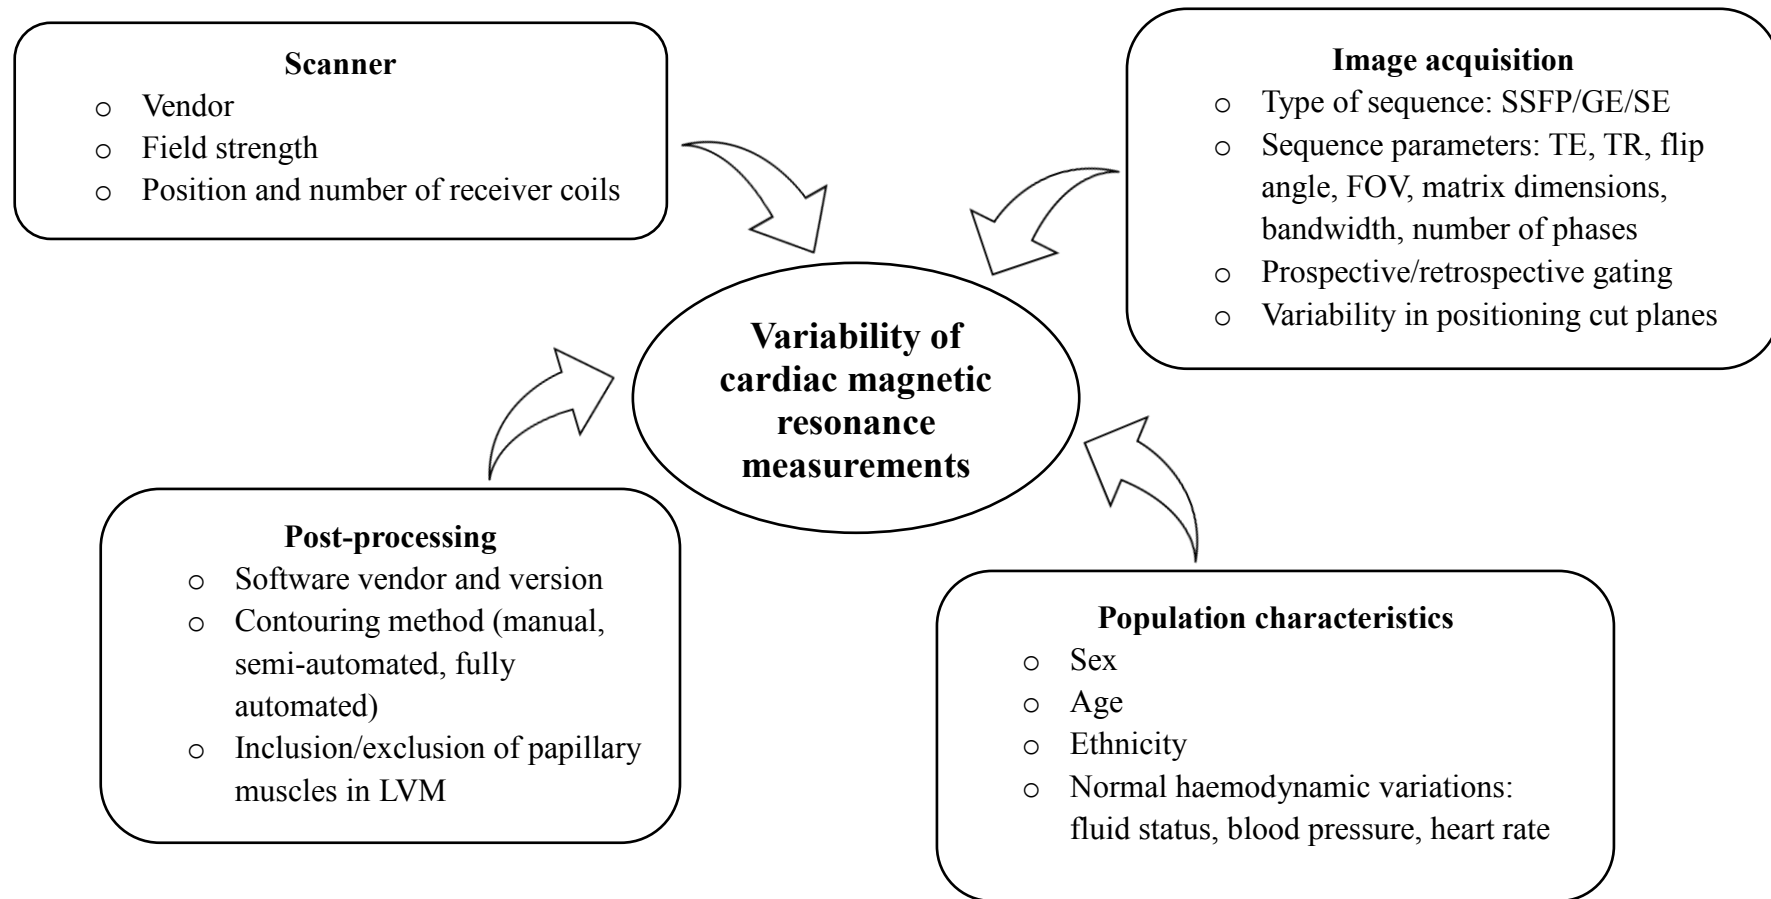 Scanner
o Vendor
o Field strength
o Position and number of receiver coils
Image acquisition
o Type of sequence: SSFP/GE/SE
o Sequence parameters: TE, TR, flip
angle, FOV, matrix dimensions,
bandwidth, number of phases
o Prospective/retrospective gating
o Variability in positioning cut planes
Variability of
cardiac magnetic
resonance
measurements
Post-processing
o Software vendor and version
o Contouring method (manual,
semi-automated, fully
automated)
o Inclusion/exclusion of papillary
muscles in LVM
Population characteristics
o Sex
o Age
o Ethnicity
o Normal haemodynamic variations:
fluid status, blood pressure, heart rate